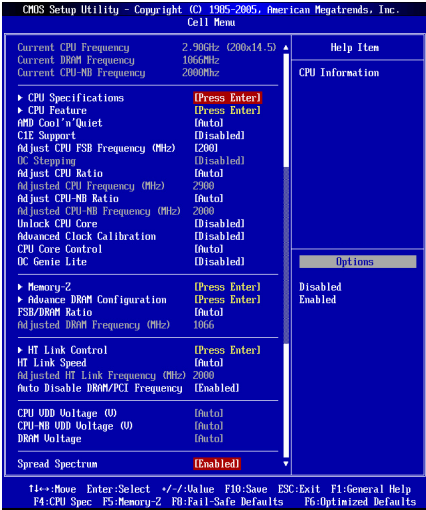 CMOS Setup Utility - Copyright (C) 1985-2005, American Megatrends, Inc.
Cell Menu
Current CPU Frequency 2.90GHz (200x14.5)
Current DRAM Frequency 1066MHz
Current CPU-NB Frequency 2000Mhz
▶ CPU Specifications [Press Enter]
▶ CPU Feature [Press Enter]
AMD Cool'n'Quiet [Auto]
C1E Support [Disabled]
Adjust CPU FSB Frequency (MHz) [200]
OC Stepping [Disabled]
Adjust CPU Ratio [Auto]
Adjusted CPU Frequency (MHz) 2900
Adjust CPU-NB Ratio [Auto]
Adjusted CPU-NB Frequency (MHz) 2000
Unlock CPU Core [Disabled]
Advanced Clock Calibration [Disabled]
CPU Core Control [Auto]
OC Genie Lite [Disabled]
▶ Memory-Z [Press Enter]
▶ Advance DRAM Configuration [Press Enter]
FSB/DRAM Ratio [Auto]
Adjusted DRAM Frequency (MHz) 1066
▶ HT Link Control [Press Enter]
HT Link Speed [Auto]
Adjusted HT Link Frequency (MHz) 2000
Auto Disable DRAM/PCI Frequency [Enabled]
CPU VDD Voltage (V) [Auto]
CPU-NB VDD Voltage (V) [Auto]
DRAM Voltage [Auto]
Spread Spectrum [Enabled]
Help Item
CPU Information
Options
Disabled
Enabled
↑↓←→:Move Enter:Select +/-/:Value F10:Save ESC:Exit F1:General Help
F4:CPU Spec F5:Memory-Z F8:Fail-Safe Defaults F6:Optimized Defaults